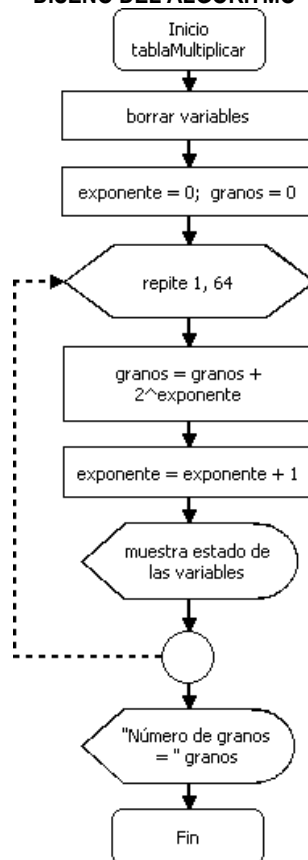 DISEÑO DEL ALGORITMO
Inicio
tablaMultiplicar
borrar variables
exponente = 0; granos = 0
repite 1, 64
granos = granos +
2^exponente
exponente = exponente + 1
muestra estado de
las variables
"Número de granos
= " granos
Fin